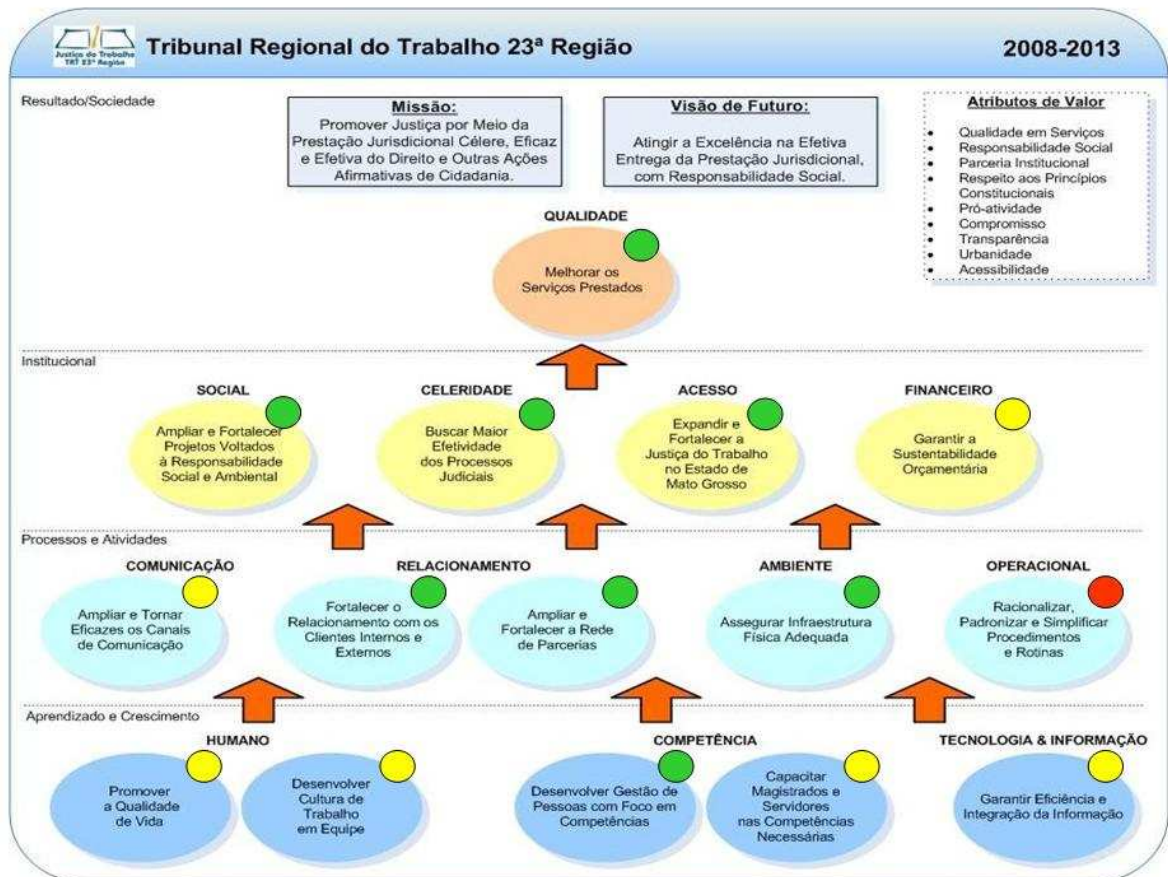 Justiça do Trabalho
TRT 23ª Região
Tribunal Regional do Trabalho 23ª Região
2008-2013
Resultado/Sociedade
Missão:
Promover Justiça por Meio da
Prestação Jurisdicional Célere, Eficaz
e Efetiva do Direito e Outras Ações
Afirmativas de Cidadania.
Visão de Futuro:
Atingir a Excelência na Efetiva
Entrega da Prestação Jurisdicional,
com Responsabilidade Social.
Atributos de Valor
• Qualidade em Serviços
• Responsabilidade Social
• Parceria Institucional
• Respeito aos Princípios
Constitucionais
• Pró-atividade
• Compromisso
• Transparência
• Urbanidade
• Acessibilidade
QUALIDADE
Melhorar os
Serviços Prestados
Institucional
SOCIAL
Ampliar e Fortalecer
Projetos Voltados
à Responsabilidade
Social e Ambiental
CELERIDADE
Buscar Maior
Efetividade
dos Processos
Judiciais
ACESSO
Expandir e
Fortalecer a
Justiça do Trabalho
no Estado de
Mato Grosso
FINANCEIRO
Garantir a
Sustentabilidade
Orçamentária
Processos e Atividades
COMUNICAÇÃO
Ampliar e Tornar
Eficazes os Canais
de Comunicação
RELACIONAMENTO
Fortalecer o
Relacionamento com os
Clientes Internos e
Externos
Ampliar e
Fortalecer a Rede
de Parcerias
AMBIENTE
Assegurar Infraestrutura
Física Adequada
OPERACIONAL
Racionalizar,
Padronizar e Simplificar
Procedimentos
e Rotinas
Aprendizado e Crescimento
HUMANO
Promover
a Qualidade
de Vida
Desenvolver
Cultura de
Trabalho
em Equipe
COMPETÊNCIA
Desenvolver Gestão de
Pessoas com Foco em
Competências
Capacitar
Magistrados e
Servidores
nas Competências
Necessárias
TECNOLOGIA & INFORMAÇÃO
Garantir Eficiência e
Integração da Informação